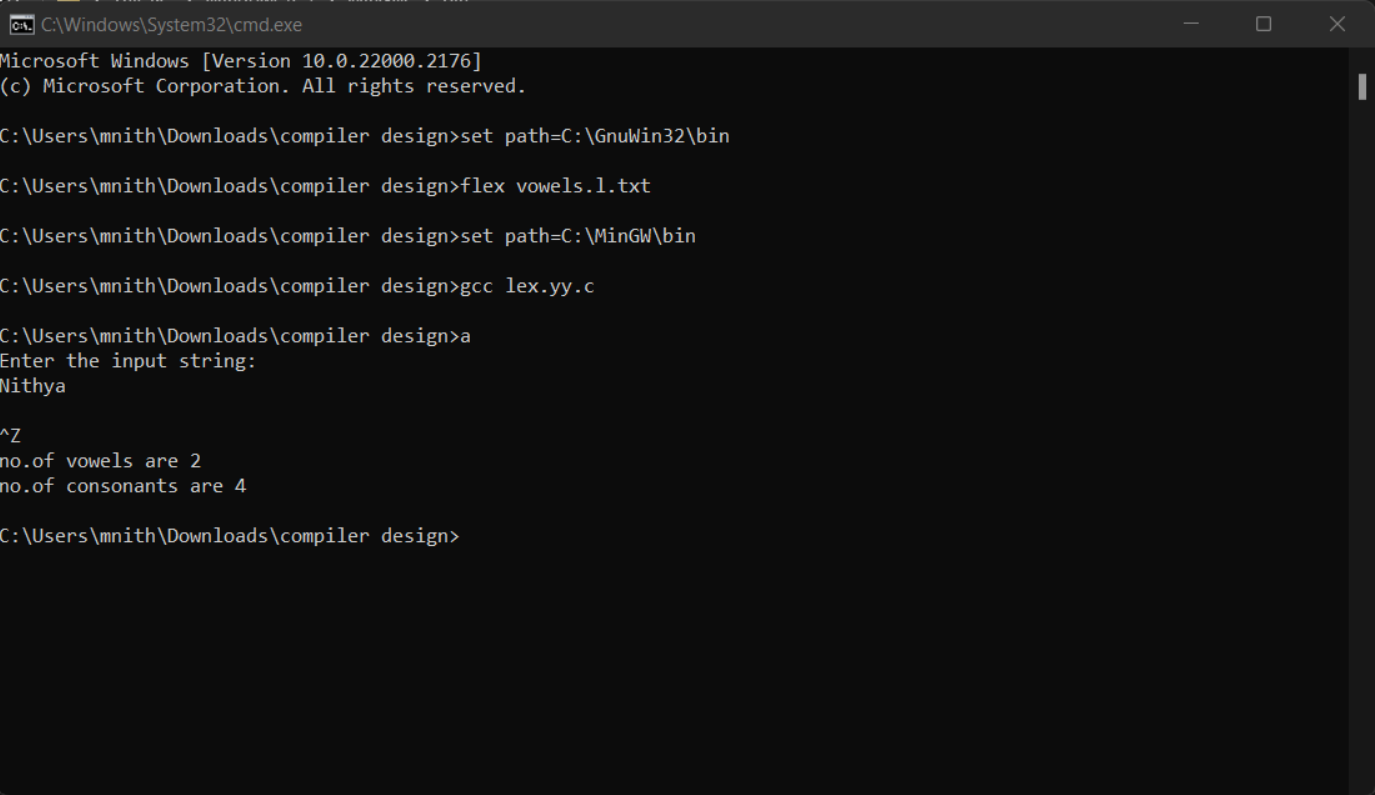 C:\Windows\System32\cmd.exe
Microsoft Windows [Version 10.0.22000.2176]
(c) Microsoft Corporation. All rights reserved.
C:\Users\mnith\Downloads\compiler design>set path=C:\GnuWin32\bin
C:\Users\mnith\Downloads\compiler design>flex vowels.l.txt
C:\Users\mnith\Downloads\compiler design>set path=C:\MinGW\bin
C:\Users\mnith\Downloads\compiler design>gcc lex.yy.c
C:\Users\mnith\Downloads\compiler design>a
Enter the input string:
Nithya
^Z
no.of vowels are 2
no.of consonants are 4
C:\Users\mnith\Downloads\compiler design>